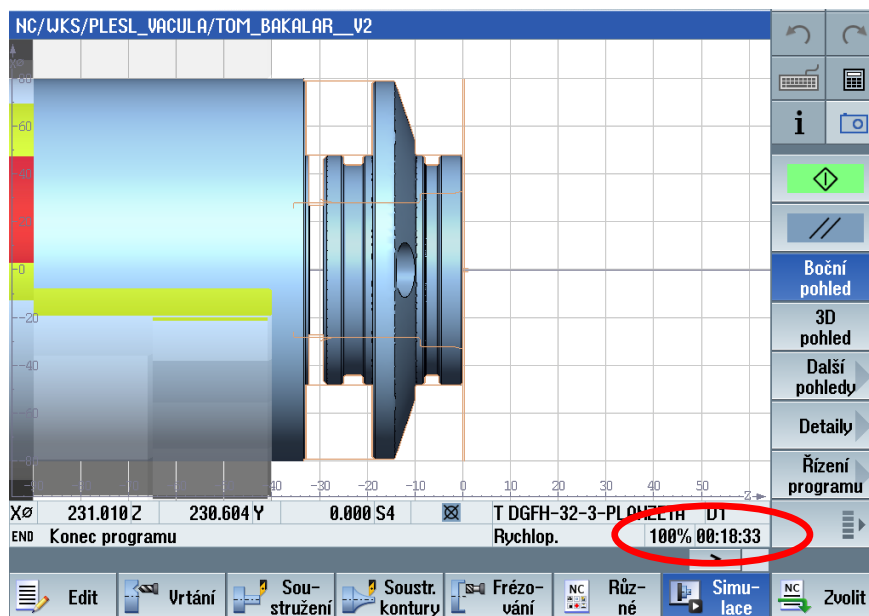 NC/WKS/PLESL_VACULA/TOM_BAKALAR__V2
i
Boční
pohled
3D
pohled
Další
pohledy
Detaily
Řízení
programu
-60
-0
-20
-40
-30 -20 -10 0 10 20 30 40 50 Z
XØ 231.010 Z 230.604 Y 0.000 S4 T DGFH-32-3-PLANZETA D1
END Konec programu Rychlop. 100% 00:18:33
>
Edit
Vrtání
Sou-
stružení
Soustr.
kontury
Frézo-
vání
NC
Růz-
né
Simu-
lace
NC
Zvolit